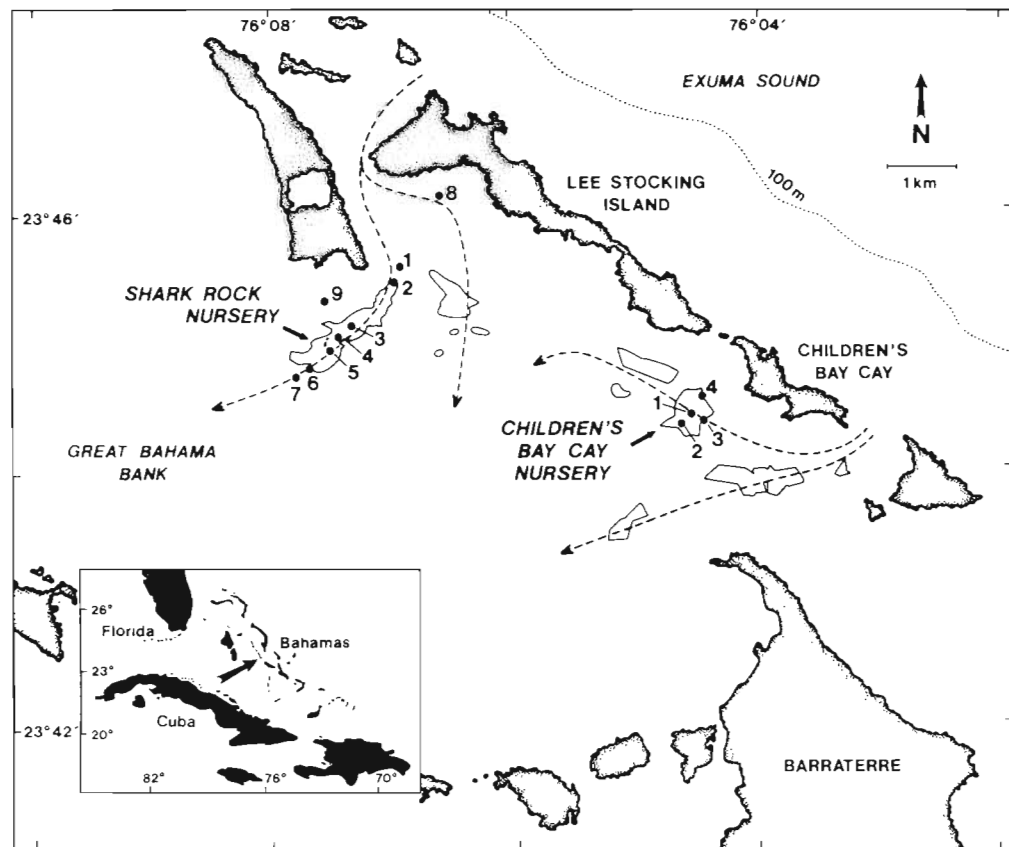 76°08′
76°04′
EXUMA SOUND
N
1 km
100 m
LEE STOCKING
ISLAND
8
23°46′
1
2
9
SHARK ROCK
NURSERY
3
4
5
6
7
CHILDREN'S
BAY CAY
4
1
3
2
CHILDREN'S
BAY CAY
NURSERY
GREAT BAHAMA
BANK
26°
Florida
Bahamas
23°
Cuba
20°
82°
76
70°
23°42′
BARRATERRE